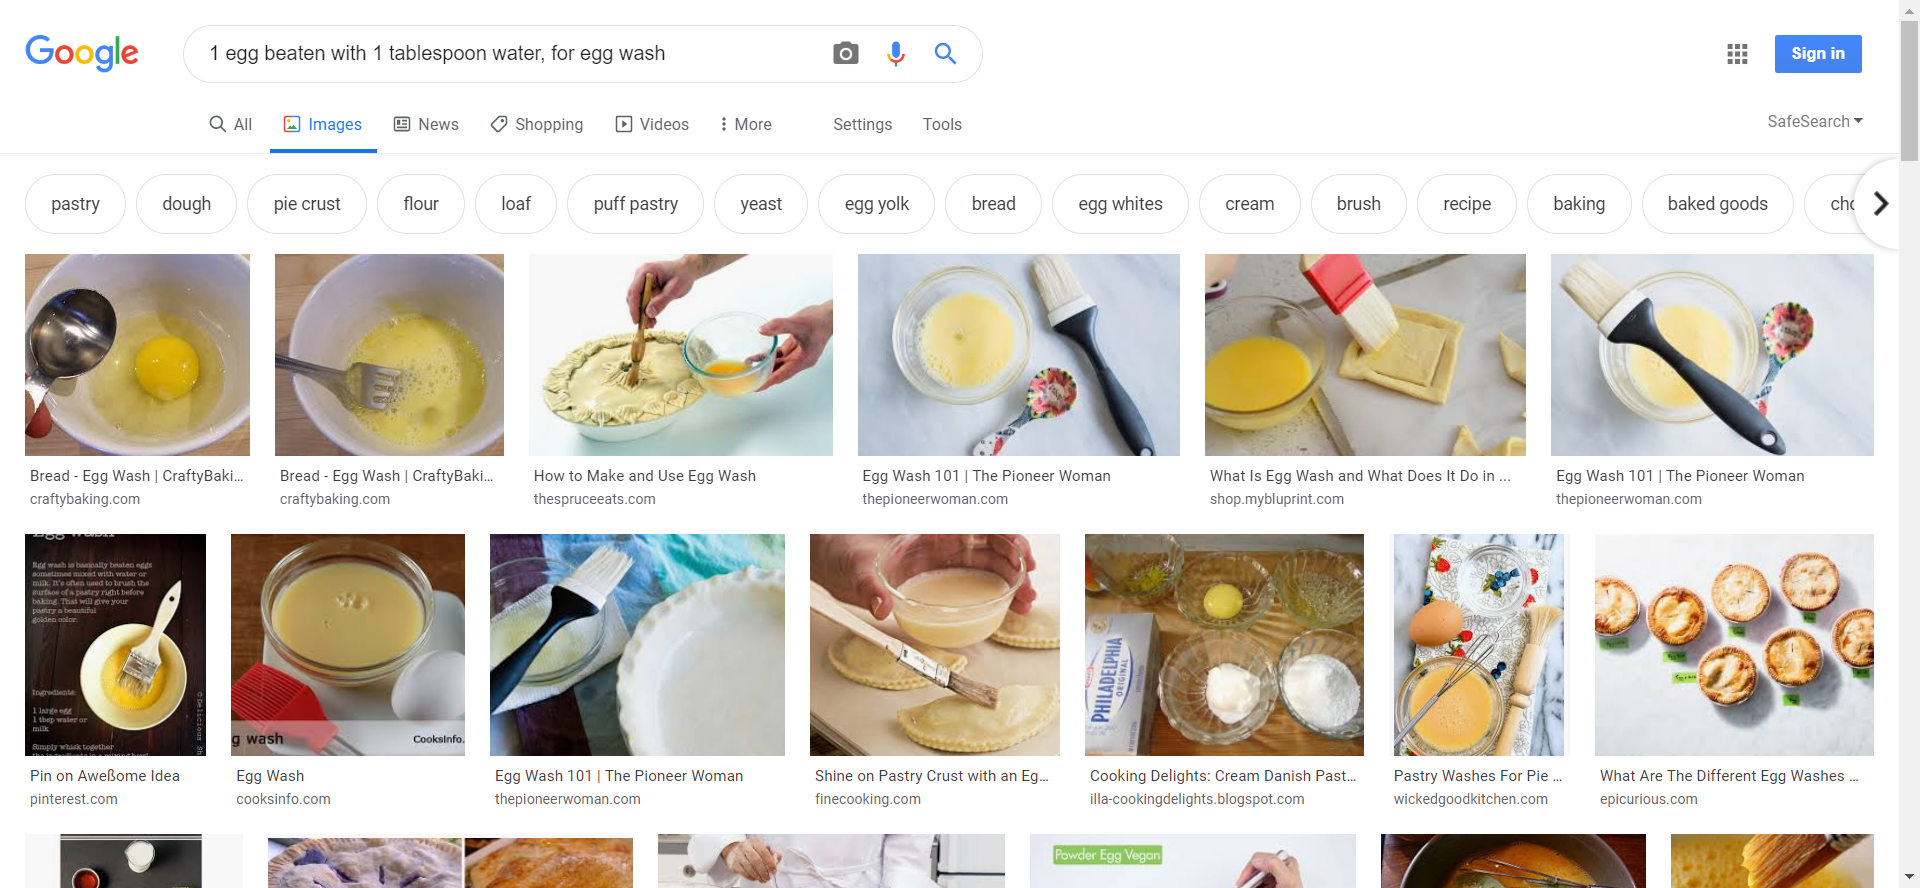 Google
1 egg beaten with 1 tablespoon water, for egg wash
Sign in
All
Images
News
Shopping
Videos
More
Settings
Tools
SafeSearch
pastry
dough
pie crust
flour
loaf
puff pastry
yeast
egg yolk
bread
egg whites
cream
brush
recipe
baking
baked goods
Bread - Egg Wash | CraftyBaki...
craftybaking.com
Bread - Egg Wash | CraftyBaki...
craftybaking.com
How to Make and Use Egg Wash
thespruceeats.com
Egg Wash 101 | The Pioneer Woman
thepioneerwoman.com
What Is Egg Wash and What Does It Do in ...
shop.mybluprint.com
Egg Wash 101 | The Pioneer Woman
thepioneerwoman.com
Egg wash
Egg wash is basically beaten eggs
sometimes mixed with water or
milk. It's often used to brush the
surface of a pastry right before
baking. That will give your
pastry a beautiful
golden color.
Ingredients:
1 large egg
1 tbsp water or
milk
Simply whisk together
©Delicious
Pin on Aweßome Idea
pinterest.com
g wash
CooksInfo.
Egg Wash
cooksinfo.com
Egg Wash 101 | The Pioneer Woman
thepioneerwoman.com
Shine on Pastry Crust with an Eg...
finecooking.com
PHILADELPHIA
ORIGINAL
Cooking Delights: Cream Danish Past...
illa-cookingdelights.blogspot.com
Pastry Washes For Pie ...
wickedgoodkitchen.com
What Are The Different Egg Washes ...
epicurious.com
Powder Egg Vegan